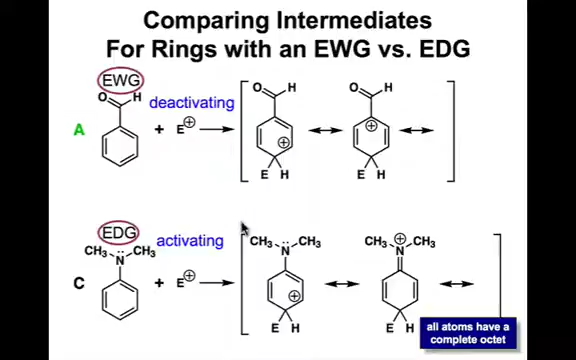 Comparing Intermediates
For Rings with an EWG vs. EDG
EWG
O H deactivating O H O H
A + E⊕ ⊕ ⊕
E H E H
EDG
CH₃ N̈ CH₃ activating CH₃ N̈ CH₃ CH₃ N⊕ CH₃
C + E⊕ ⊕
E H E H
all atoms have a
complete octet